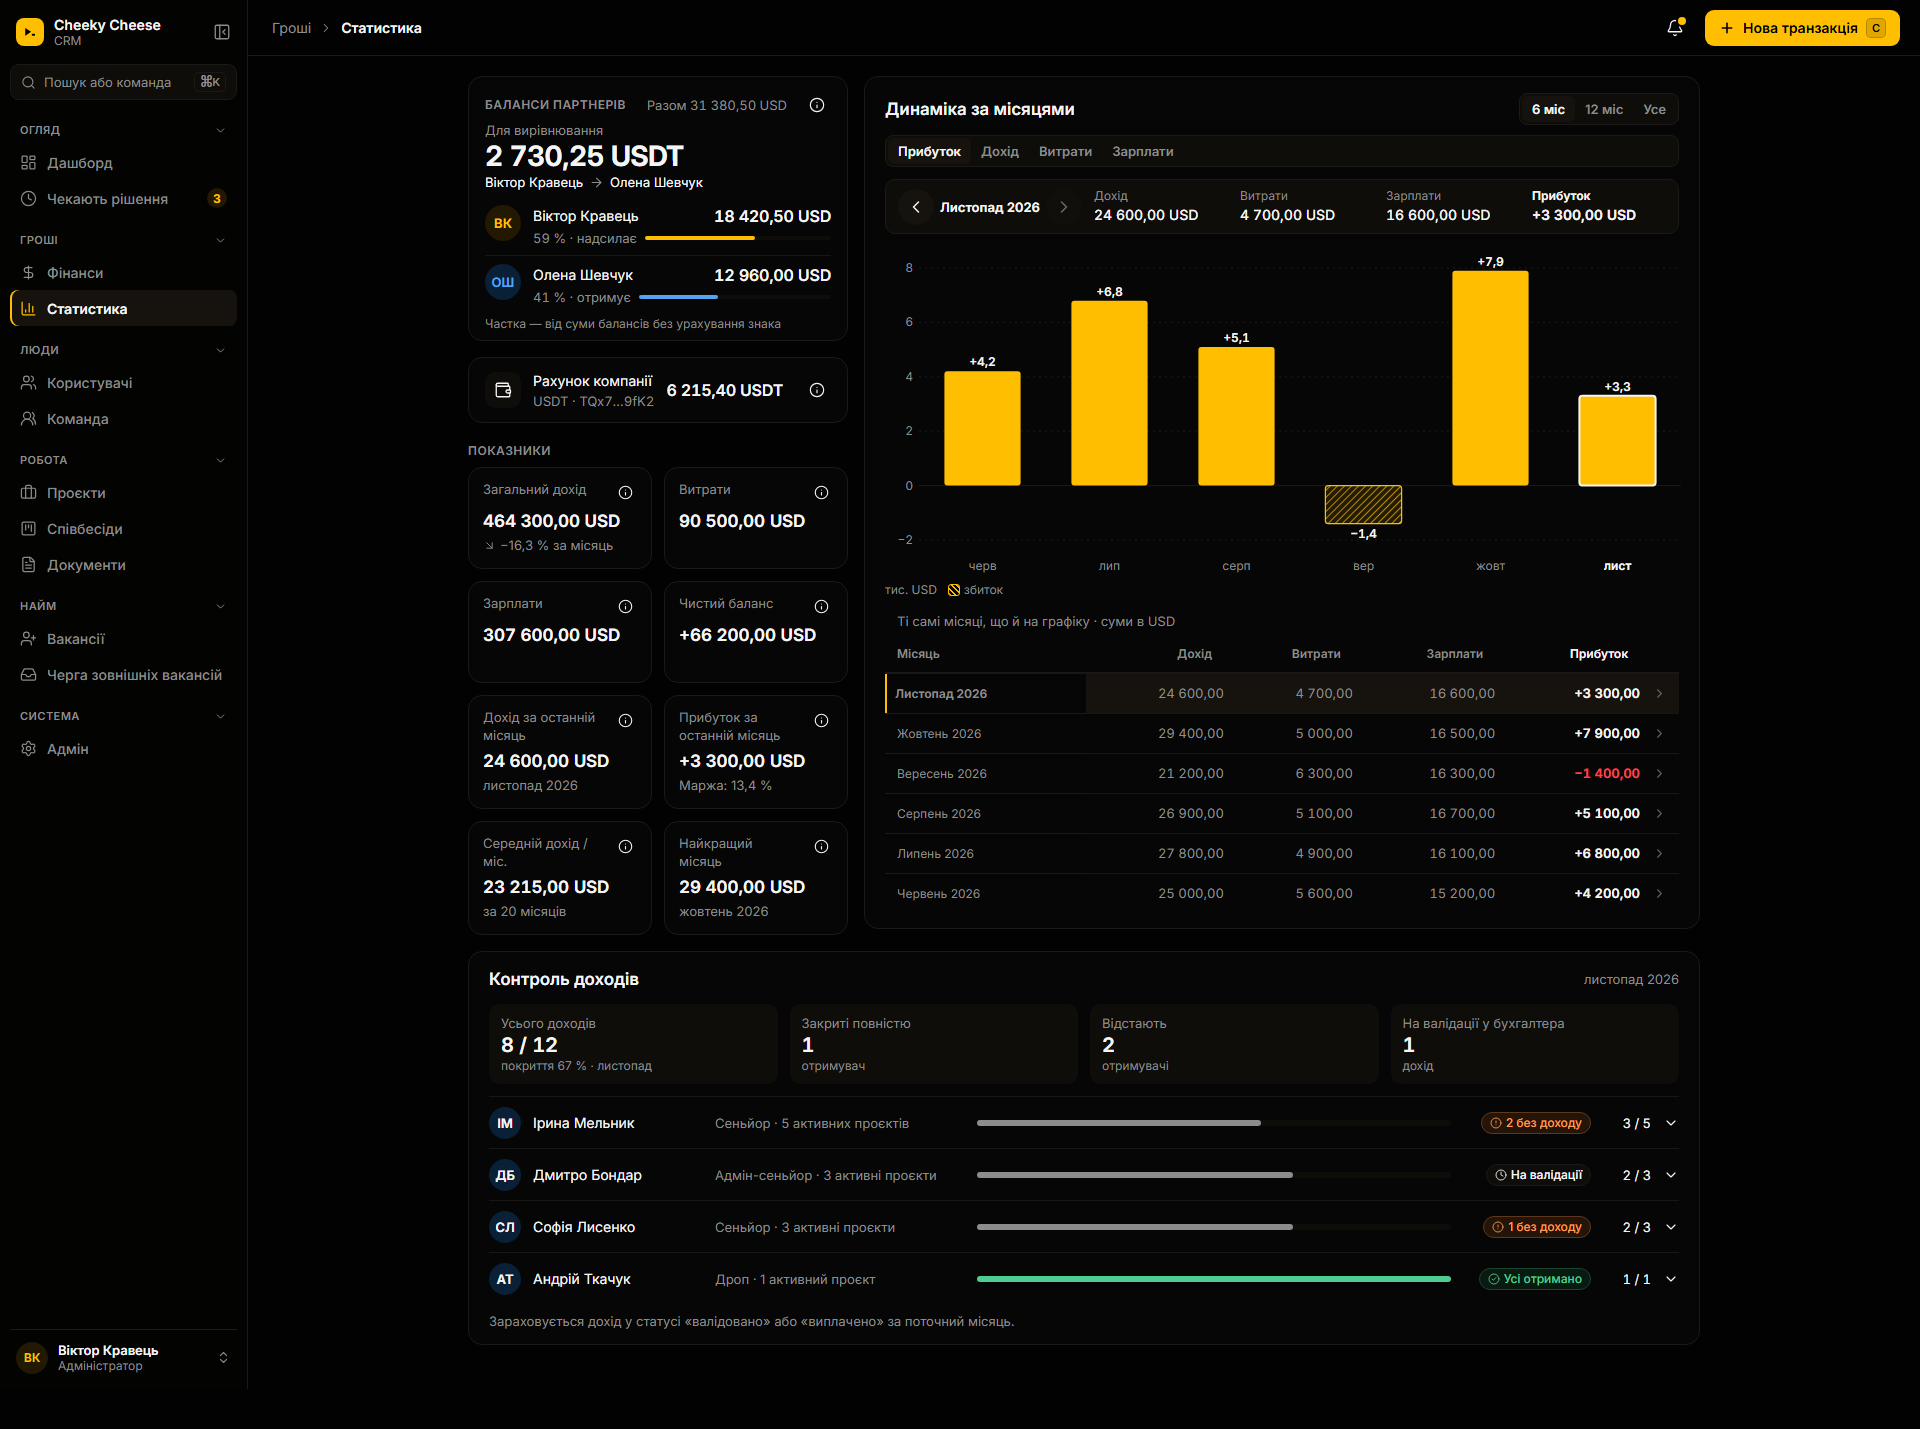 Cheeky Cheese
CRM
Пошук або команда ⌘K
ОГЛЯД
Дашборд
Чекають рішення 3
ГРОШІ
Фінанси
Статистика
ЛЮДИ
Користувачі
Команда
РОБОТА
Проєкти
Співбесіди
Документи
НАЙМ
Вакансії
Черга зовнішніх вакансій
СИСТЕМА
Адмін
ВК Віктор Кравець
Адміністратор
Гроші > Статистика
+ Нова транзакція C
БАЛАНСИ ПАРТНЕРІВ Разом 31 380,50 USD
Для вирівнювання
2 730,25 USDT
Віктор Кравець → Олена Шевчук
ВК Віктор Кравець 18 420,50 USD
59 % · надсилає
ОШ Олена Шевчук 12 960,00 USD
41 % · отримує
Частка — від суми балансів без урахування знака
Рахунок компанії 6 215,40 USDT
USDT · TQx7...9fK2
ПОКАЗНИКИ
Загальний дохід
464 300,00 USD
↘ −16,3 % за місяць
Витрати
90 500,00 USD
Зарплати
307 600,00 USD
Чистий баланс
+66 200,00 USD
Дохід за останній
місяць
24 600,00 USD
листопад 2026
Прибуток за
останній місяць
+3 300,00 USD
Маржа: 13,4 %
Середній дохід /
міс.
23 215,00 USD
за 20 місяців
Найкращий
місяць
29 400,00 USD
жовтень 2026
Динаміка за місяцями 6 міс 12 міс Усе
Прибуток Дохід Витрати Зарплати
Листопад 2026
Дохід
24 600,00 USD
Витрати
4 700,00 USD
Зарплати
16 600,00 USD
Прибуток
+3 300,00 USD
8
6
4
2
0
−2
+4,2
+6,8
+5,1
−1,4
+7,9
+3,3
черв лип серп вер жовт лист
тис. USD збиток
Ті самі місяці, що й на графіку · суми в USD
Місяць Дохід Витрати Зарплати Прибуток
Листопад 2026 24 600,00 4 700,00 16 600,00 +3 300,00
Жовтень 2026 29 400,00 5 000,00 16 500,00 +7 900,00
Вересень 2026 21 200,00 6 300,00 16 300,00 −1 400,00
Серпень 2026 26 900,00 5 100,00 16 700,00 +5 100,00
Липень 2026 27 800,00 4 900,00 16 100,00 +6 800,00
Червень 2026 25 000,00 5 600,00 15 200,00 +4 200,00
Контроль доходів листопад 2026
Усього доходів
8 / 12
покриття 67 % · листопад
Закриті повністю
1
отримувач
Відстають
2
отримувачі
На валідації у бухгалтера
1
дохід
ІМ Ірина Мельник Сеньйор · 5 активних проєктів 2 без доходу 3 / 5
ДБ Дмитро Бондар Адмін-сеньйор · 3 активні проєкти На валідації 2 / 3
СЛ Софія Лисенко Сеньйор · 3 активні проєкти 1 без доходу 2 / 3
АТ Андрій Ткачук Дроп · 1 активний проєкт Усі отримано 1 / 1
Зараховується дохід у статусі «валідовано» або «виплачено» за поточний місяць.